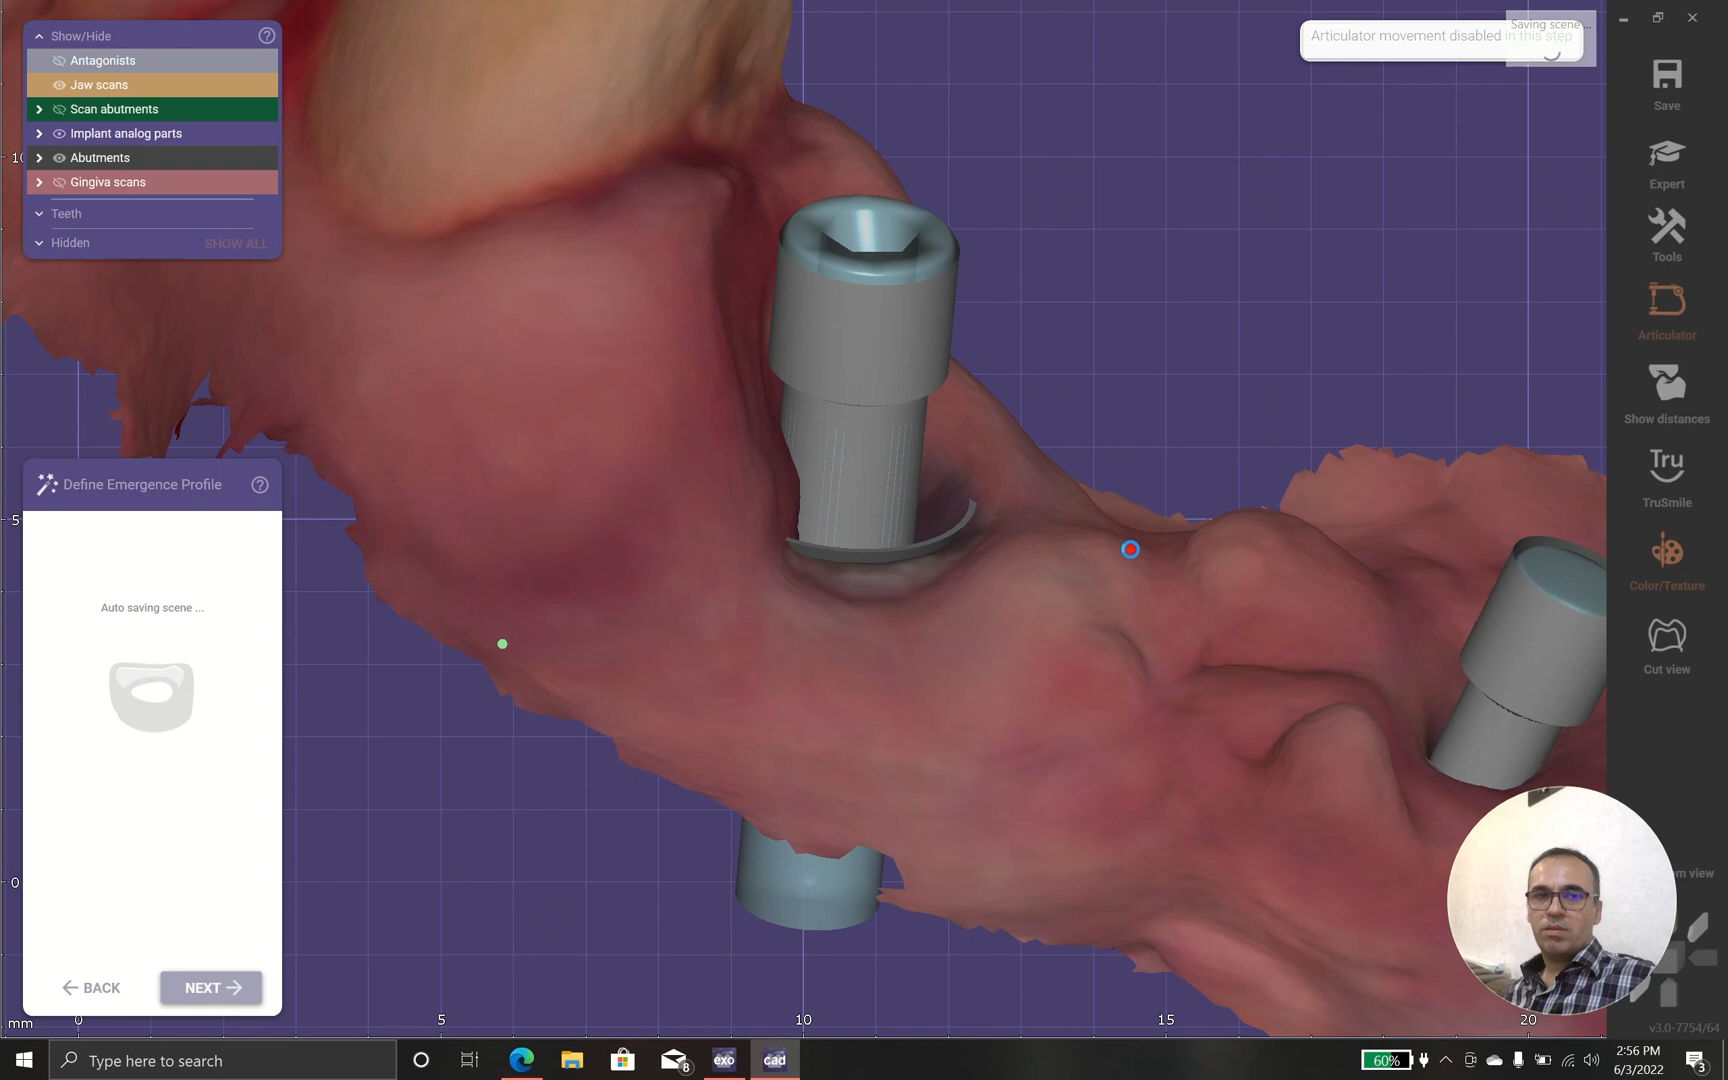 Show/Hide
Antagonists
Jaw scans
Scan abutments
Implant analog parts
Abutments
Gingiva scans
Teeth
Hidden SHOW ALL
Saving scene ...
Articulator movement disabled in this step
Save
Expert
Tools
Articulator
Show distances
Tru
TruSmile
Color/Texture
Cut view
m view
v3.0-7754/64
Define Emergence Profile
Auto saving scene ...
BACK NEXT
5
0
mm 0 5 10 15 20
Type here to search
8
exo
cad
60%
2:56 PM
6/3/2022
3